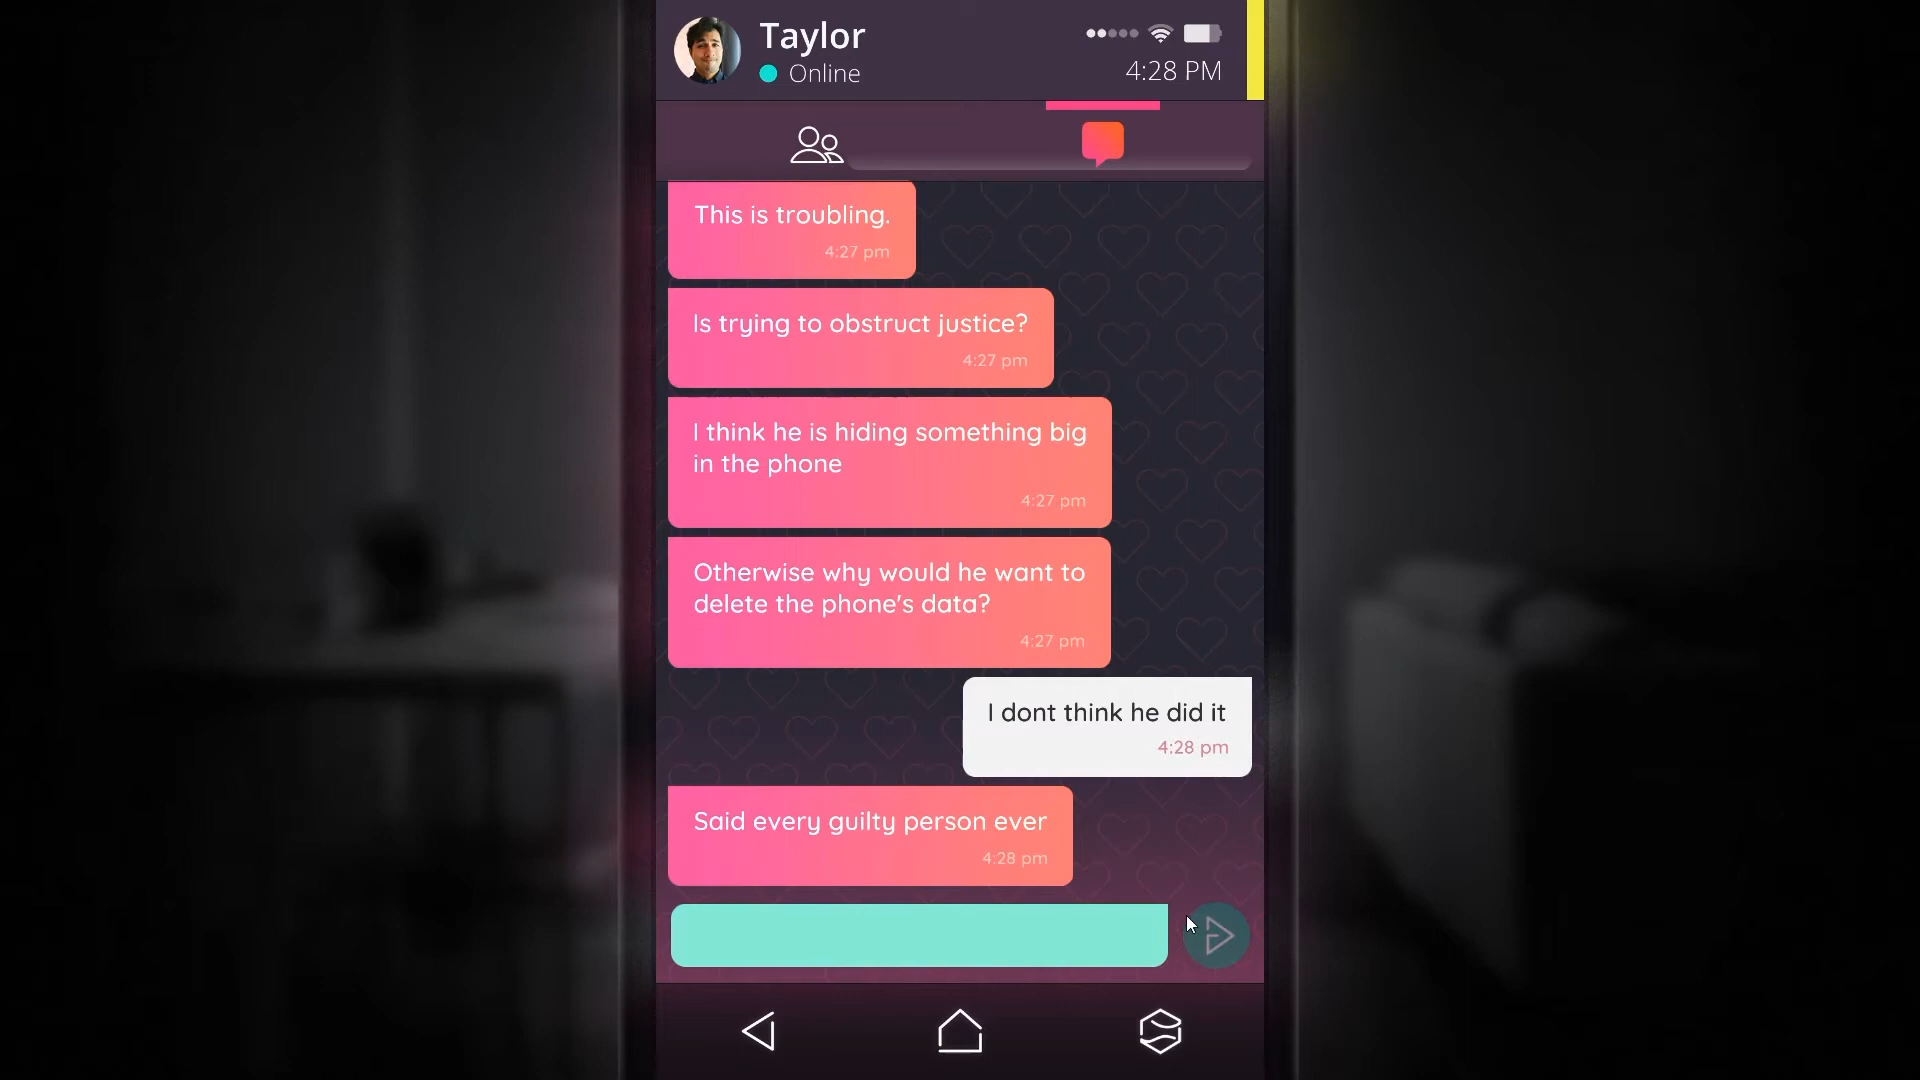 Taylor
Online
4:28 PM
This is troubling.
4:27 pm
Is trying to obstruct justice?
4:27 pm
I think he is hiding something big
in the phone
4:27 pm
Otherwise why would he want to
delete the phone's data?
4:27 pm
I dont think he did it
4:28 pm
Said every guilty person ever
4:28 pm